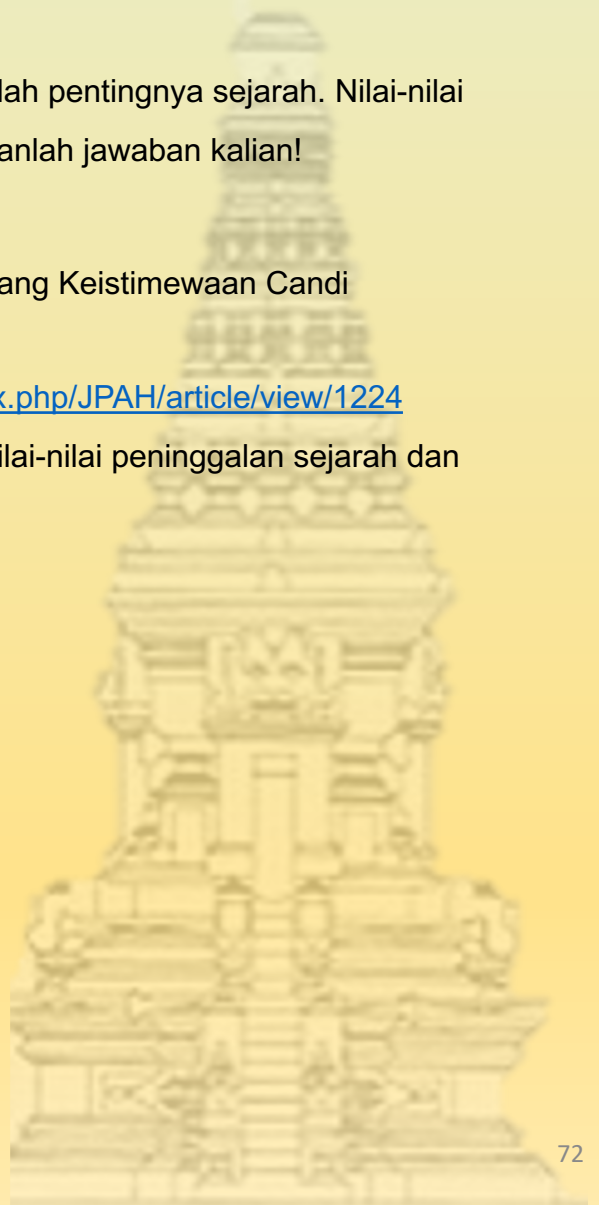 lah pentingnya sejarah. Nilai-nilai
anlah jawaban kalian!
ang Keistimewaan Candi
x.php/JPAH/article/view/1224
ilai-nilai peninggalan sejarah dan
72